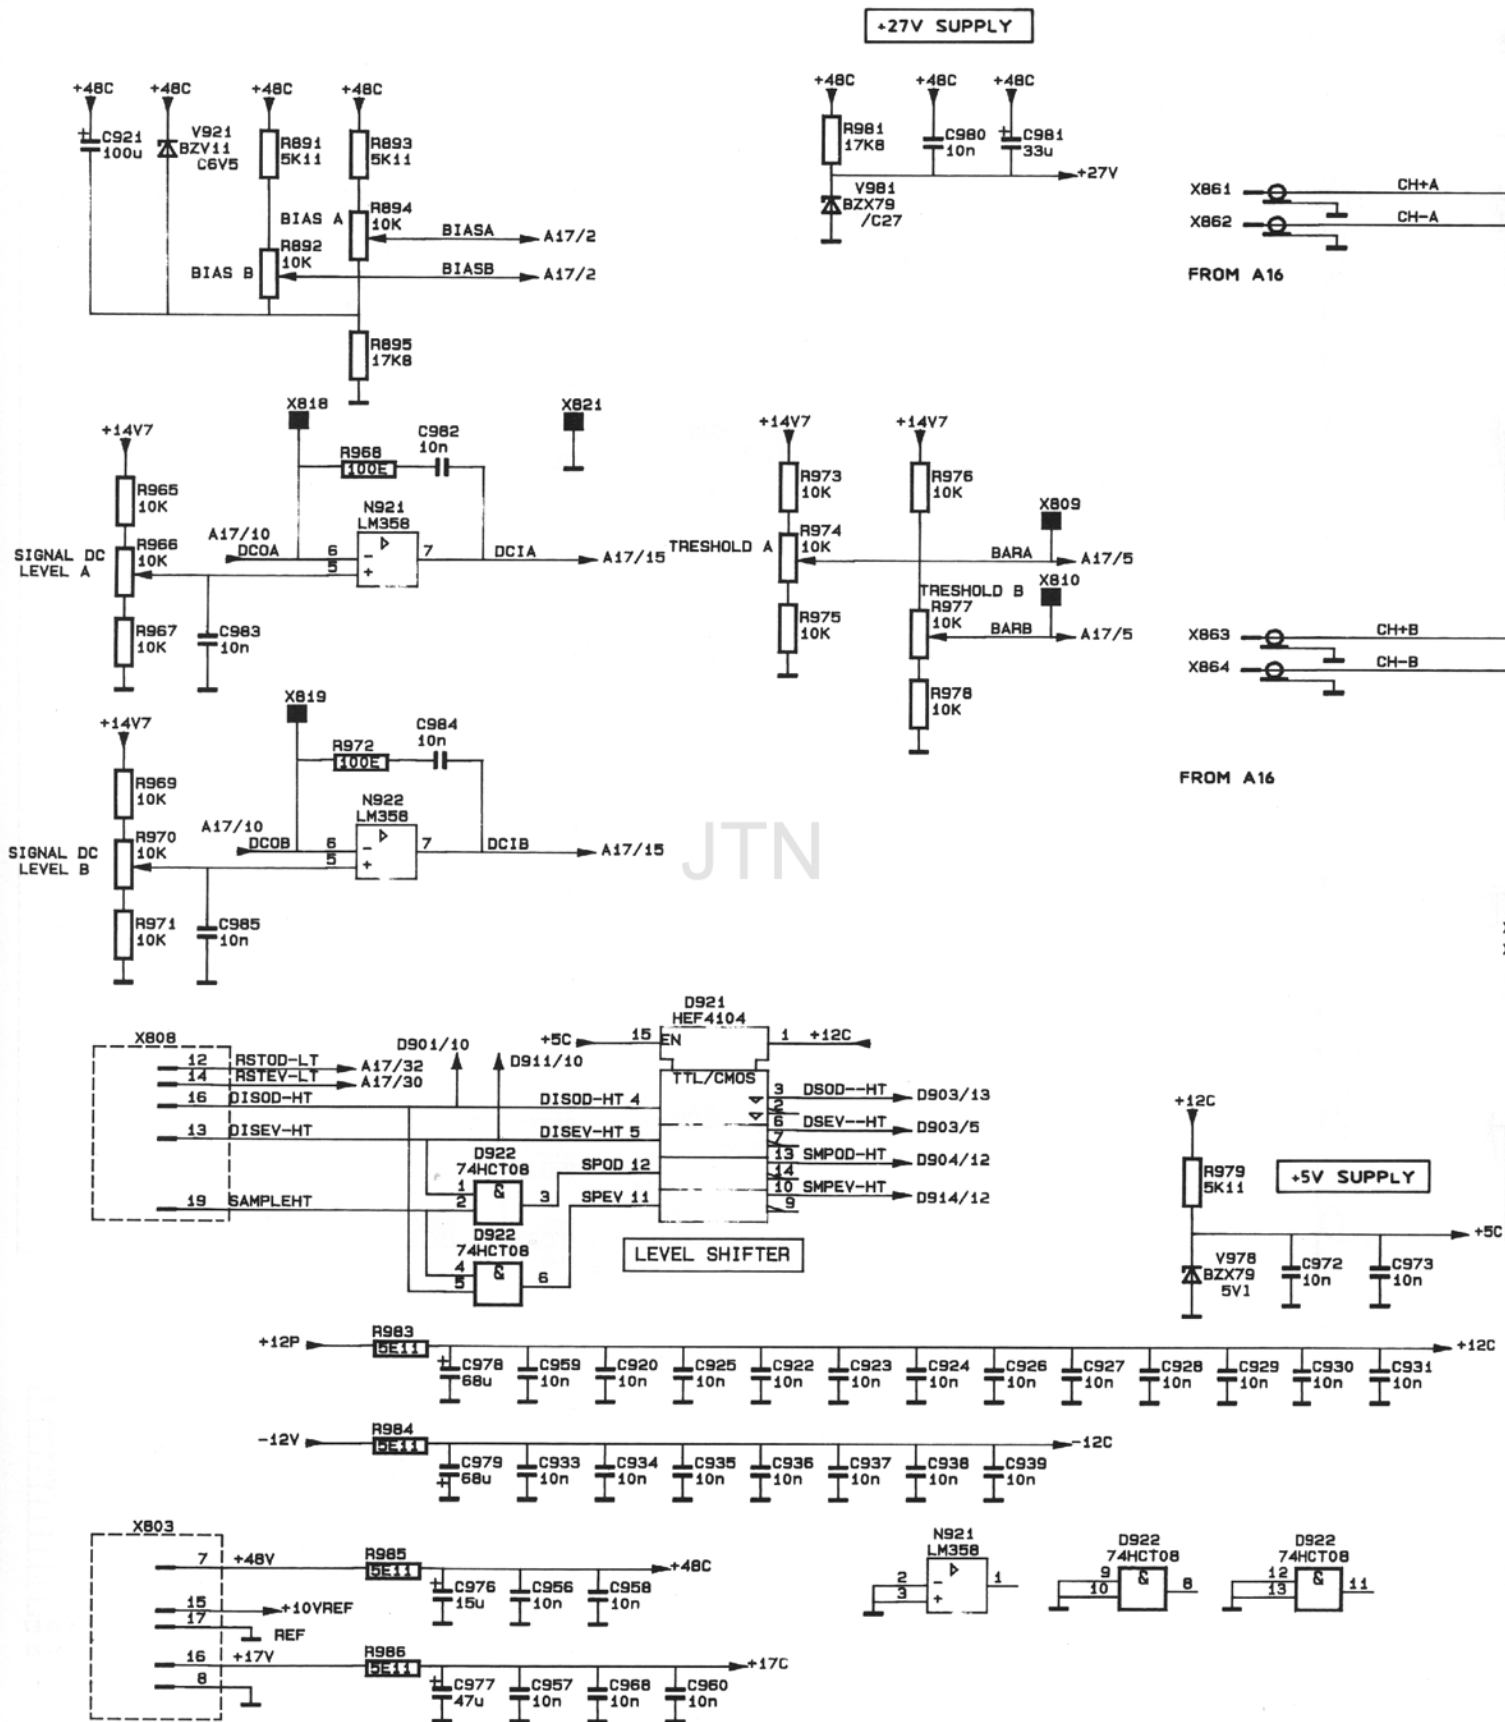 +27V SUPPLY
+48C +48C +48C +48C
C921
100u
V921
BZV11
C6V5
R891
5K11
R893
5K11
BIAS A
R894
10K
BIASA
A17/2
R892
10K
BIAS B
BIASB
A17/2
R895
17K8
+48C +48C +48C
R981
17K8
C980
10n
C981
33u
+27V
V981
BZX79
/C27
X861
CH+A
X862
CH-A
FROM A16
X818
X821
+14V7
R968
100E
C982
10n
R965
10K
N921
LM358
A17/10
DCOA
6
5
7
DCIA
A17/15
SIGNAL DC
LEVEL A
R966
10K
R967
10K
C983
10n
+14V7
+14V7
R973
10K
R976
10K
X809
TRESHOLD A
R974
10K
BARA
A17/5
X810
TRESHOLD B
R977
10K
BARB
A17/5
R975
10K
R978
10K
X863
CH+B
X864
CH-B
FROM A16
X819
+14V7
R972
100E
C984
10n
R969
10K
N922
LM358
A17/10
DCOB
6
5
7
DCIB
A17/15
SIGNAL DC
LEVEL B
R970
10K
R971
10K
C985
10n
JTN
X808
12 RSTOD-LT
A17/32
14 RSTEV-LT
A17/30
16 DISOD-HT
13 DISEV-HT
19 SAMPLEHT
D901/10
D911/10
D921
HEF4104
+5C
15 EN
1 +12C
TTL/CMOS
DISOD-HT 4
DISEV-HT 5
SPOD 12
SPEV 11
3 DSOD--HT D903/13
2
6 DSEV--HT D903/5
7
13 SMPOD-HT D904/12
14
10 SMPEV-HT D914/12
9
D922
74HCT08
1
2
&
3
D922
74HCT08
4
5
&
6
LEVEL SHIFTER
+12C
R979
5K11
+5V SUPPLY
+5C
V978
BZX79
5V1
C972
10n
C973
10n
+12P
R983
5E11
+12C
C978
68u
C959
10n
C920
10n
C925
10n
C922
10n
C923
10n
C924
10n
C926
10n
C927
10n
C928
10n
C929
10n
C930
10n
C931
10n
-12V
R984
5E11
-12C
C979
68u
C933
10n
C934
10n
C935
10n
C936
10n
C937
10n
C938
10n
C939
10n
X803
7 +48V
R985
5E11
+48C
C976
15u
C956
10n
C958
10n
15 +10VREF
17 REF
16 +17V
8
R986
5E11
+17C
C977
47u
C957
10n
C968
10n
C960
10n
N921
LM358
2
3
1
D922
74HCT08
9
10
&
8
D922
74HCT08
12
13
&
11